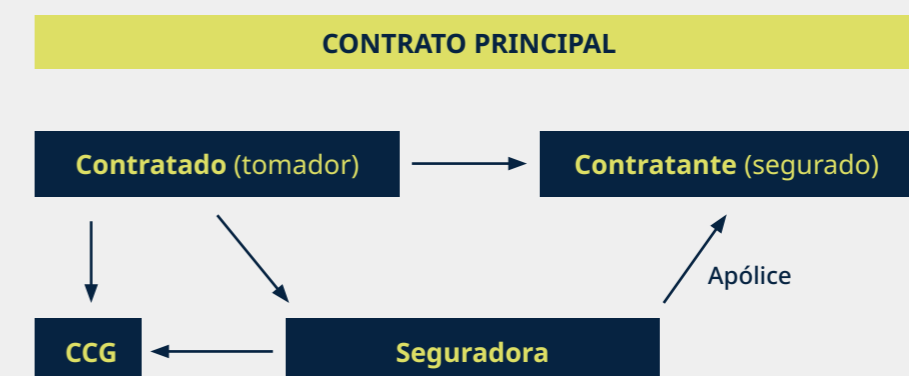 CONTRATO PRINCIPAL
Contratado (tomador)
Contratante (segurado)
Apólice
CCG
Seguradora